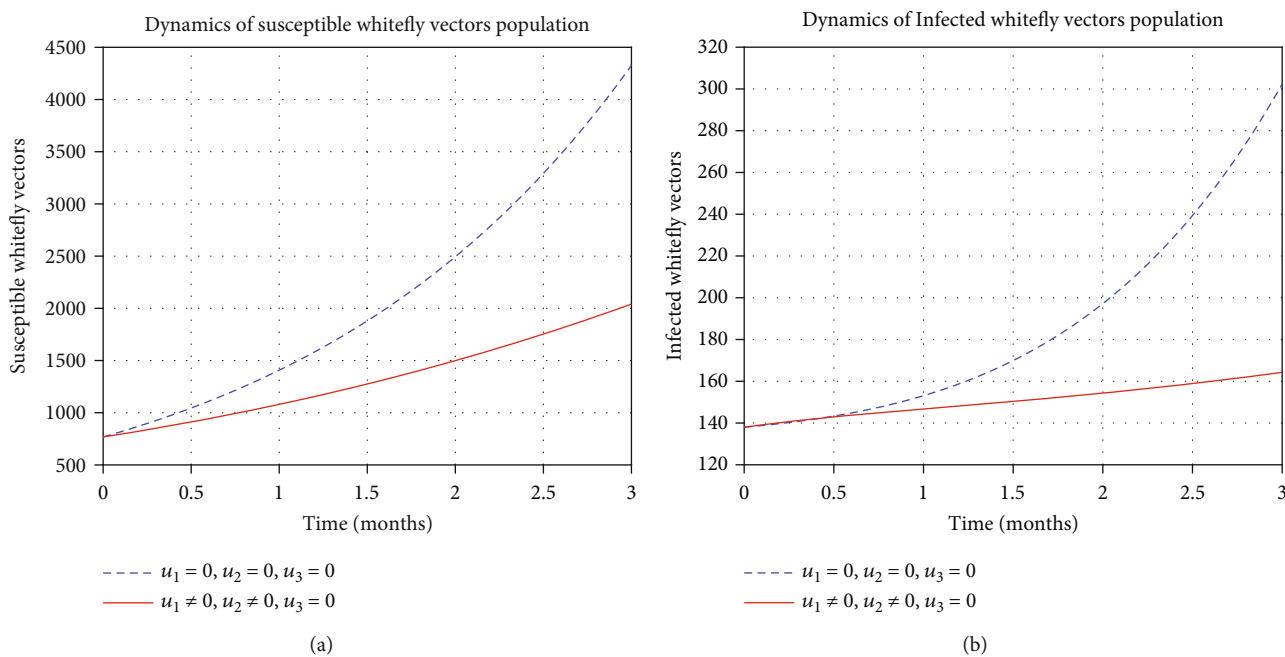 Dynamics of susceptible whitefly vectors population
4500
4000
3500
3000
2500
2000
1500
1000
500
Susceptible whitefly vectors
0 0.5 1 1.5 2 2.5 3
Time (months)
u₁ = 0, u₂ = 0, u₃ = 0
u₁ ≠ 0, u₂ ≠ 0, u₃ = 0
(a)
Dynamics of Infected whitefly vectors population
320
300
280
260
240
220
200
180
160
140
120
Infected whitefly vectors
0 0.5 1 1.5 2 2.5 3
Time (months)
u₁ = 0, u₂ = 0, u₃ = 0
u₁ ≠ 0, u₂ ≠ 0, u₃ = 0
(b)